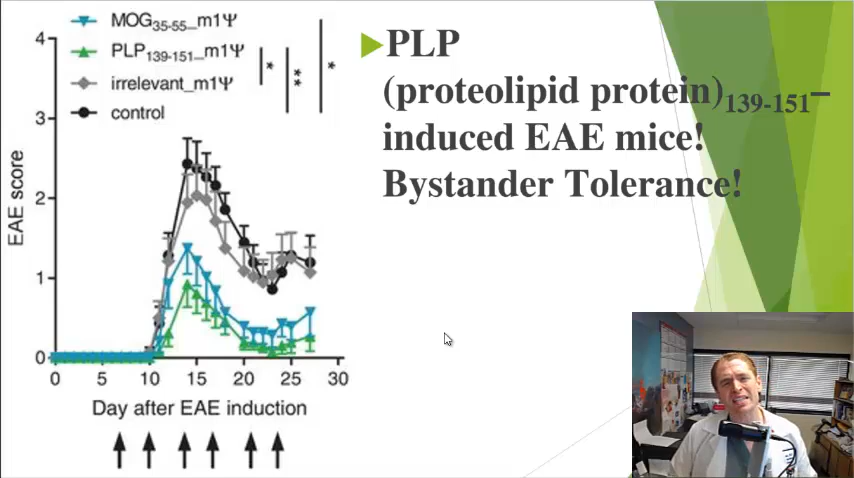 MOG35-55_m1Ψ
PLP139-151_m1Ψ
irrelevant_m1Ψ
control
*
**
*
EAE score
4
3
2
1
0
0 5 10 15 20 25 30
Day after EAE induction
PLP
(proteolipid protein)139-151–
induced EAE mice!
Bystander Tolerance!